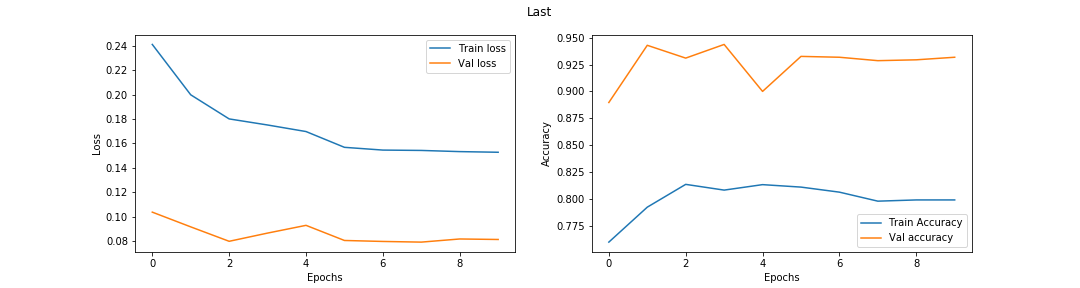 Last
Loss
0.24
0.22
0.20
0.18
0.16
0.14
0.12
0.10
0.08
0 2 4 6 8
Epochs
Train loss
Val loss
Accuracy
0.950
0.925
0.900
0.875
0.850
0.825
0.800
0.775
0 2 4 6 8
Epochs
Train Accuracy
Val accuracy